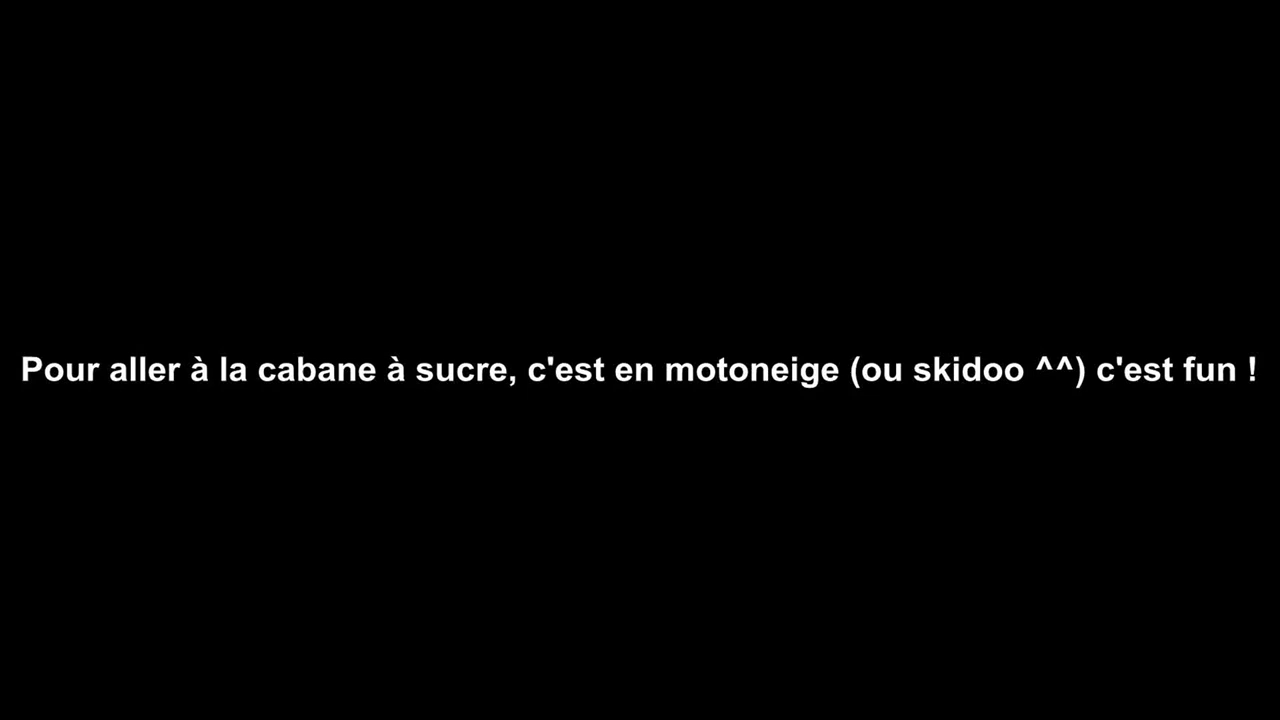 Pour aller à la cabane à sucre, c'est en motoneige (ou skidoo ^^) c'est fun !